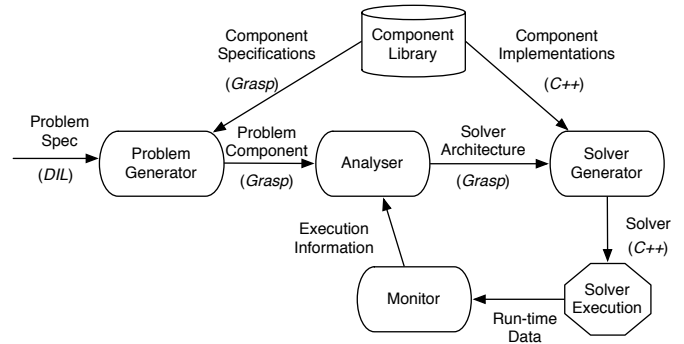 Component
Specifications
(Grasp)
Component
Library
Component
Implementations
(C++)
Problem
Spec
(DIL)
Problem
Generator
Problem
Component
(Grasp)
Analyser
Solver
Architecture
(Grasp)
Solver
Generator
Execution
Information
Solver
(C++)
Monitor
Run-time
Data
Solver
Execution